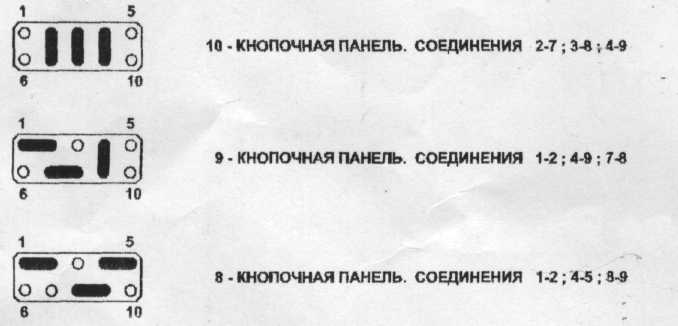 1 5
10 - КНОПОЧНАЯ ПАНЕЛЬ. СОЕДИНЕНИЯ 2-7 ; 3-8 ; 4-9
6 10
1 5
9 - КНОПОЧНАЯ ПАНЕЛЬ. СОЕДИНЕНИЯ 1-2 ; 4-9 ; 7-8
6 10
1 5
8 - КНОПОЧНАЯ ПАНЕЛЬ. СОЕДИНЕНИЯ 1-2 ; 4-5 ; 8-9
6 10